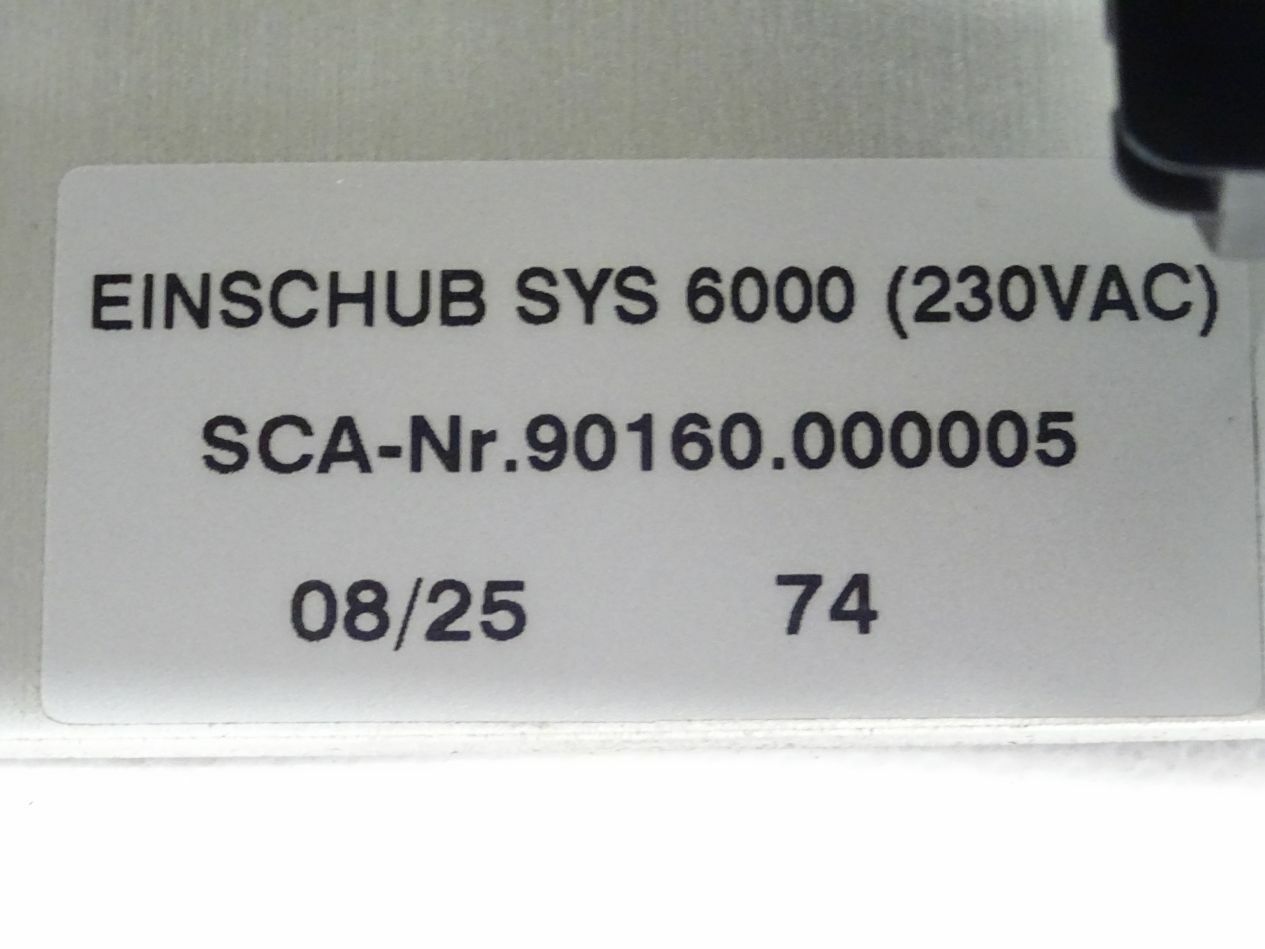 EINSCHUB SYS 6000 (230VAC)
SCA-Nr.90160.000005
08/25 74